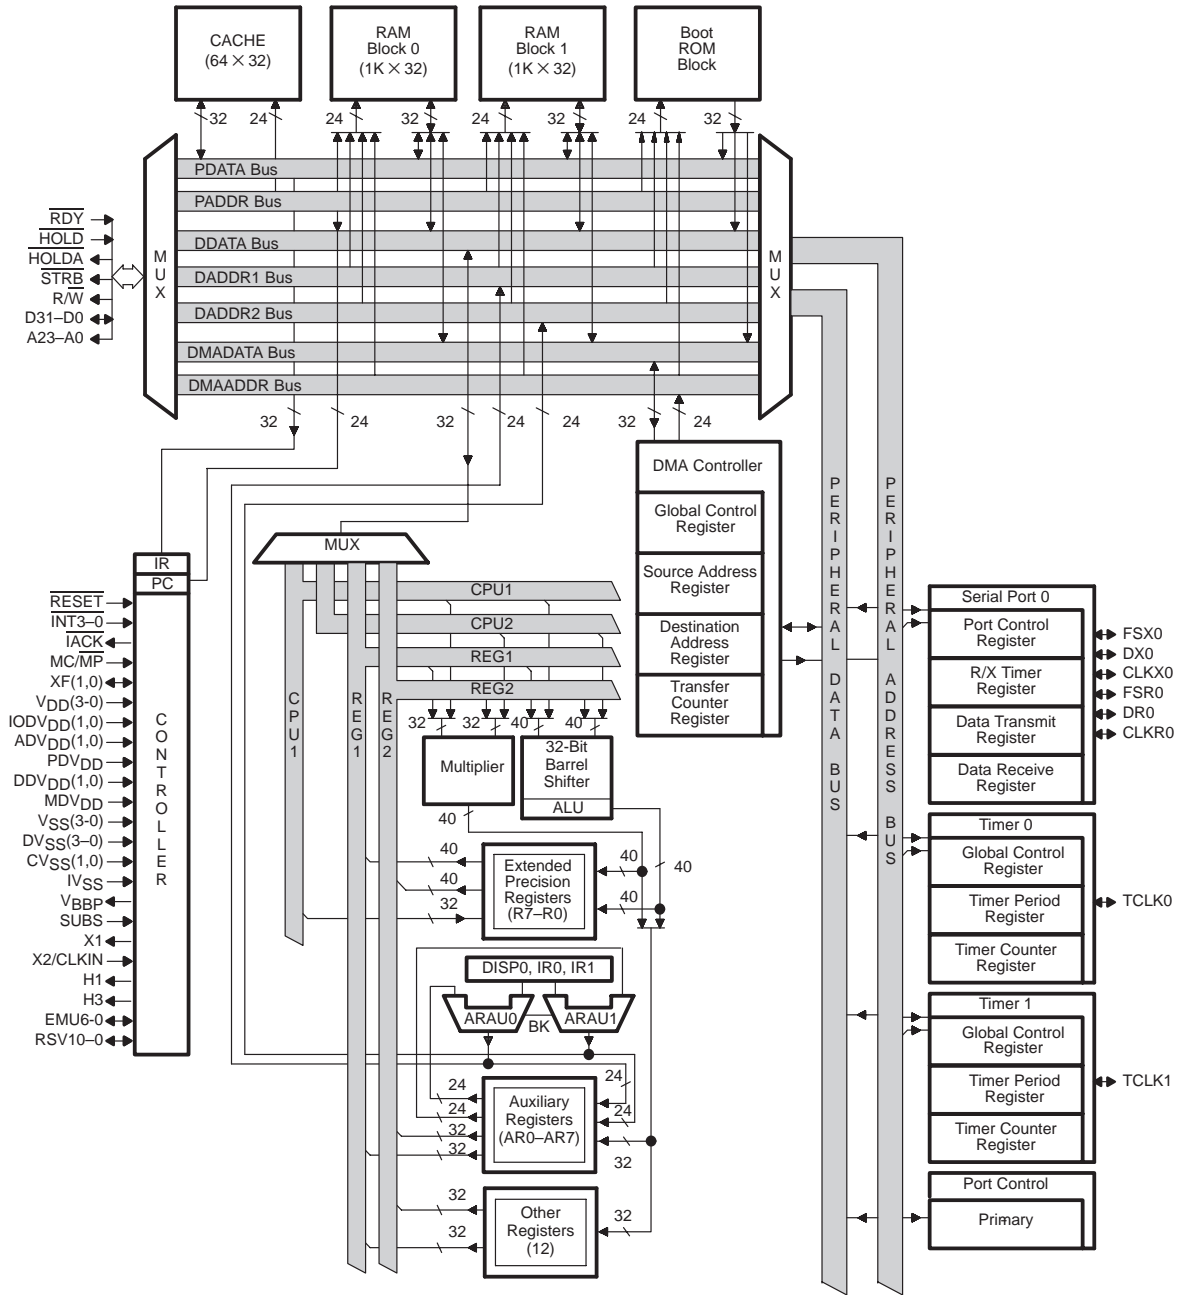 CACHE
(64 × 32)
RAM
Block 0
(1K × 32)
RAM
Block 1
(1K × 32)
Boot
ROM
Block
32
24
24
32
24
32
24
32
PDATA Bus
PADDR Bus
DDATA Bus
DADDR1 Bus
DADDR2 Bus
DMADATA Bus
DMAADDR Bus
MUX
MUX
RDY
HOLD
HOLDA
STRB
R/W
D31–D0
A23–A0
32
24
32
24
24
32
24
DMA Controller
Global Control
Register
Source Address
Register
Destination
Address
Register
Transfer
Counter
Register
PERIPHERAL DATA BUS
PERIPHERAL ADDRESS BUS
IR
PC
CONTROLLER
RESET
INT3–0
IACK
MC/MP
XF(1,0)
VDD(3-0)
IODVDD(1,0)
ADVDD(1,0)
PDVDD
DDVDD(1,0)
MDVDD
VSS(3-0)
DVSS(3–0)
CVSS(1,0)
IVSS
VBBP
SUBS
X1
X2/CLKIN
H1
H3
EMU6-0
RSV10–0
MUX
CPU1
CPU2
REG1
REG2
CPU1
REG1
REG2
32
32
40
40
Multiplier
32-Bit
Barrel
Shifter
ALU
40
40
40
32
Extended
Precision
Registers
(R7–R0)
40
40
40
DISP0, IR0, IR1
ARAU0
BK
ARAU1
24
24
32
32
Auxiliary
Registers
(AR0–AR7)
24
24
32
32
32
Other
Registers
(12)
32
Serial Port 0
Port Control
Register
R/X Timer
Register
Data Transmit
Register
Data Receive
Register
FSX0
DX0
CLKX0
FSR0
DR0
CLKR0
Timer 0
Global Control
Register
Timer Period
Register
Timer Counter
Register
TCLK0
Timer 1
Global Control
Register
Timer Period
Register
Timer Counter
Register
TCLK1
Port Control
Primary